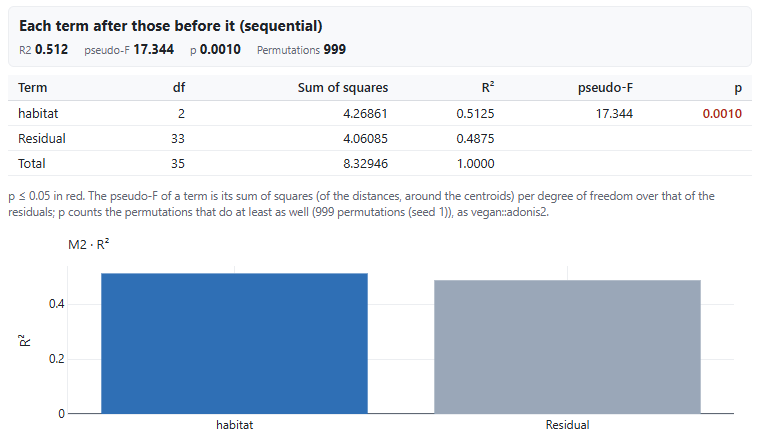 Each term after those before it (sequential)
R2 0.512 pseudo-F 17.344 p 0.0010 Permutations 999
Term df Sum of squares R² pseudo-F p
habitat 2 4.26861 0.5125 17.344 0.0010
Residual 33 4.06085 0.4875
Total 35 8.32946 1.0000
p ≤ 0.05 in red. The pseudo-F of a term is its sum of squares (of the distances, around the centroids) per degree of freedom over that of the
residuals; p counts the permutations that do at least as well (999 permutations (seed 1)), as vegan::adonis2.
M2 · R²
0.4
0.2
0
R²
habitat Residual